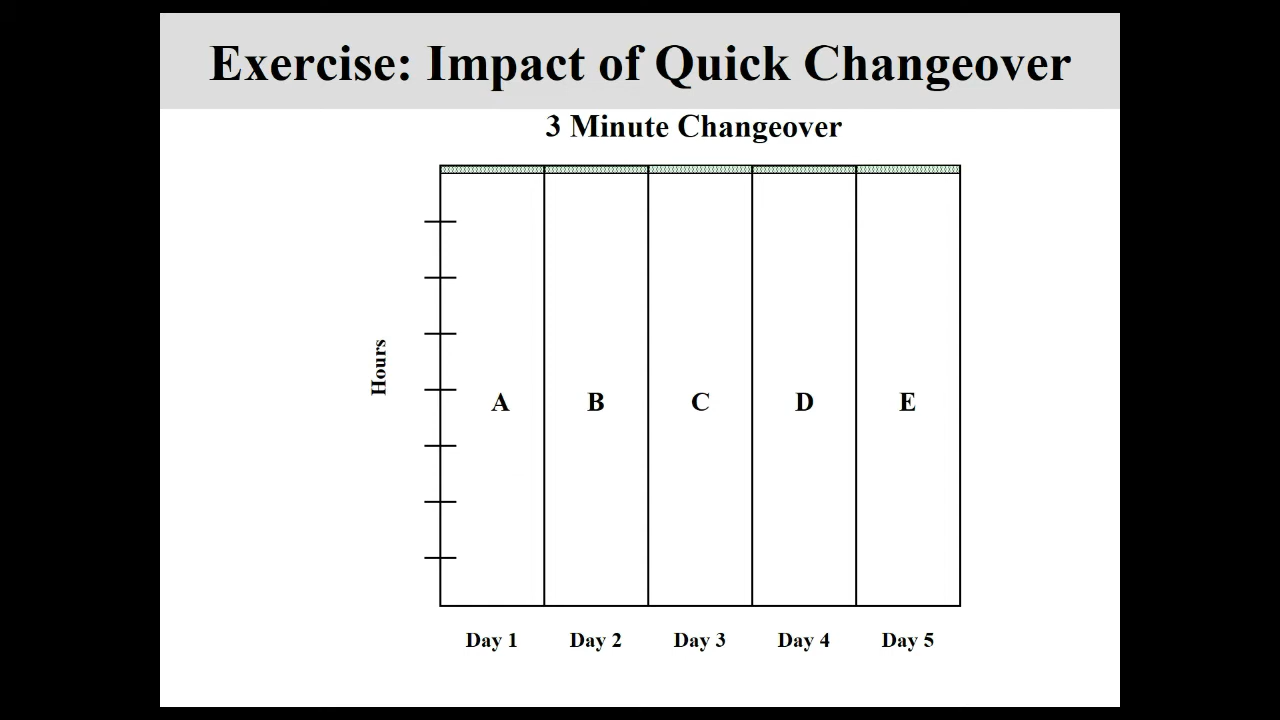 Exercise: Impact of Quick Changeover
3 Minute Changeover
Hours
A B C D E
Day 1 Day 2 Day 3 Day 4 Day 5